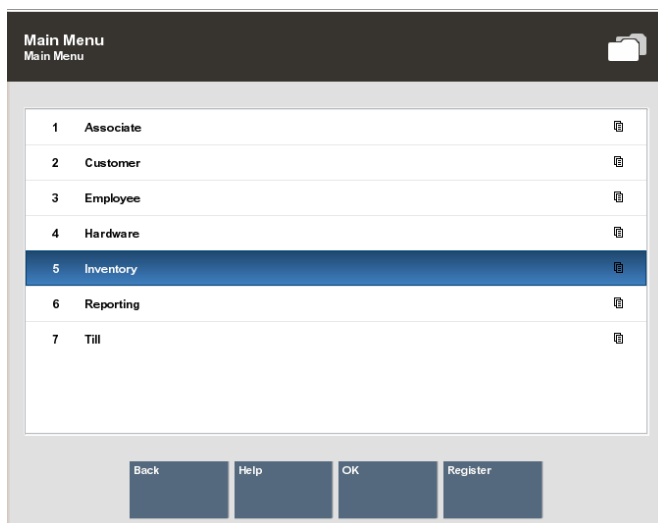 Main Menu
Main Menu
1 Associate
2 Customer
3 Employee
4 Hardware
5 Inventory
6 Reporting
7 Till
Back Help OK Register